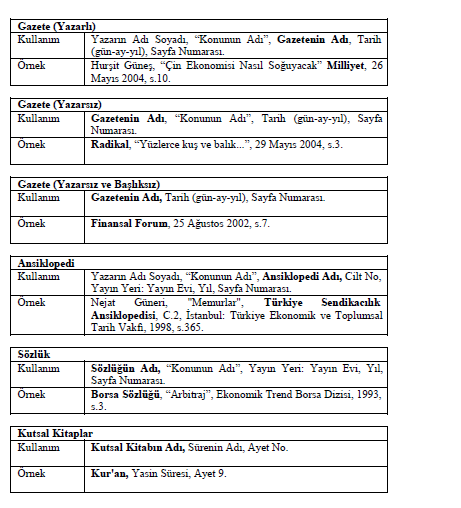 Gazete (Yazarlı)
Kullanım Yazarın Adı Soyadı, “Konunun Adı”, Gazetenin Adı, Tarih
(gün-ay-yıl), Sayfa Numarası.
Örnek Hurşit Güneş, “Çin Ekonomisi Nasıl Soğuyacak” Milliyet, 26
Mayıs 2004, s.10.
Gazete (Yazarsız)
Kullanım Gazetenin Adı, “Konunun Adı”, Tarih (gün-ay-yıl), Sayfa
Numarası.
Örnek Radikal, “Yüzlerce kuş ve balık...”, 29 Mayıs 2004, s.3.
Gazete (Yazarsız ve Başlıksız)
Kullanım Gazetenin Adı, Tarih (gün-ay-yıl), Sayfa Numarası.
Örnek Finansal Forum, 25 Ağustos 2002, s.7.
Ansiklopedi
Kullanım Yazarın Adı Soyadı, “Konunun Adı”, Ansiklopedi Adı, Cilt No,
Yayın Yeri: Yayın Evi, Yıl, Sayfa Numarası.
Örnek Nejat Güneri, "Memurlar", Türkiye Sendikacılık
Ansiklopedisi, C.2, İstanbul: Türkiye Ekonomik ve Toplumsal
Tarih Vakfı, 1998, s.365.
Sözlük
Kullanım Sözlüğün Adı, “Konunun Adı”, Yayın Yeri: Yayın Evi, Yıl,
Sayfa Numarası.
Örnek Borsa Sözlüğü, “Arbitraj”, Ekonomik Trend Borsa Dizisi, 1993,
s.3.
Kutsal Kitaplar
Kullanım Kutsal Kitabın Adı, Sürenin Adı, Ayet No.
Örnek Kur'an, Yasin Süresi, Ayet 9.